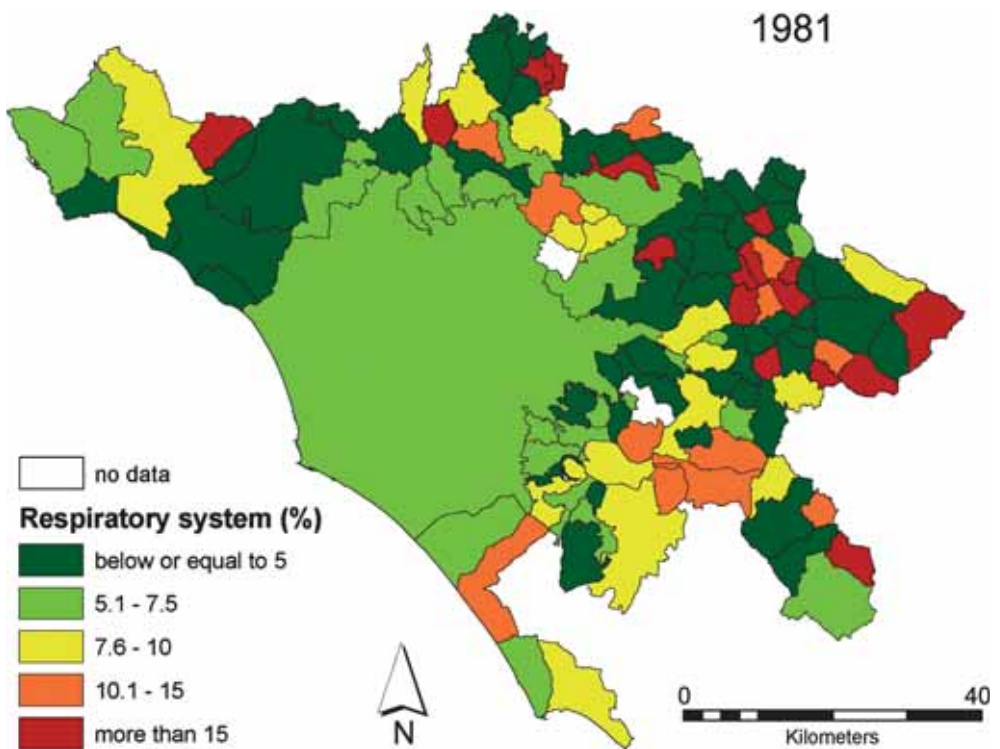 1981
no data
Respiratory system (%)
below or equal to 5
5.1 - 7.5
7.6 - 10
10.1 - 15
more than 15
N
0 40
Kilometers